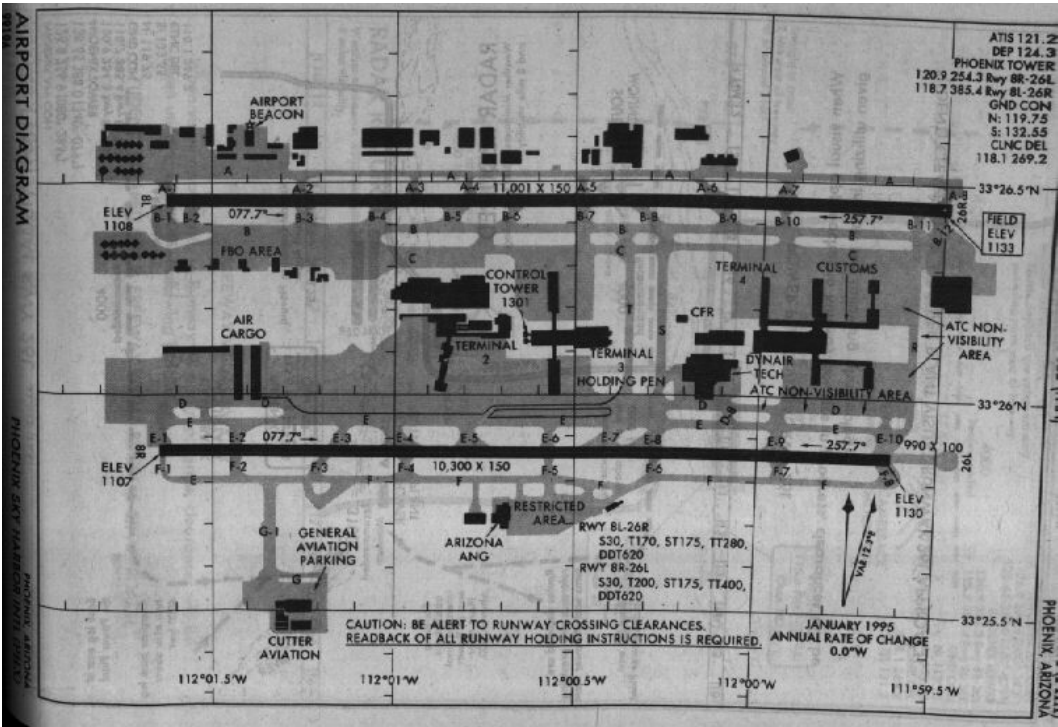 ATIS 121.2
DEP 124.3
PHOENIX TOWER
120.9 254.3 Rwy 8R-26L
118.7 385.4 Rwy 8L-26R
GND CON
N: 119.75
S: 132.55
CLNC DEL
118.1 269.2
AIRPORT DIAGRAM
AIRPORT
BEACON
A
A
A
A-1
A-2
A-3
A-4
11,001 X 150
A-5
A-6
A-7
33°26.5'N
8L
26R
ELEV
1108
B-1
B-2
077.7°
B-3
B-4
B-5
B-6
B-7
B-8
B-9
B-10
257.7°
B-11
B-12
FIELD
ELEV
1133
B
B
B
B
FBO AREA
C
C
C
CONTROL
TOWER
1301
TERMINAL
4
CUSTOMS
AIR
CARGO
T
S
CFR
R
ATC NON-
VISIBILITY
AREA
TERMINAL
2
TERMINAL
3
HOLDING PEN
DYNAIR
TECH
ATC NON-VISIBILITY AREA
33°26'N
D
D
D
D
D-8
E
E
E
E
E-1
E-2
077.7°
E-3
E-4
E-5
E-6
E-7
E-8
E-9
257.7°
E-10
990 X 100
8R
26L
ELEV
1107
F-1
F-2
F-3
F-4
10,300 X 150
F-5
F-6
F-7
F-8
F
F
F
F
ELEV
1130
G-1
GENERAL
AVIATION
PARKING
G
CUTTER
AVIATION
ARIZONA
ANG
RESTRICTED
AREA
RWY 8L-26R
S30, T170, ST175, TT280,
DDT620
RWY 8R-26L
S30, T200, ST175, TT400,
DDT620
VAR 12.3°E
JANUARY 1995
ANNUAL RATE OF CHANGE
0.0°W
33°25.5'N
CAUTION: BE ALERT TO RUNWAY CROSSING CLEARANCES.
READBACK OF ALL RUNWAY HOLDING INSTRUCTIONS IS REQUIRED.
112°01.5'W
112°01'W
112°00.5'W
112°00'W
111°59.5'W
PHOENIX, ARIZONA
PHOENIX, ARIZONA